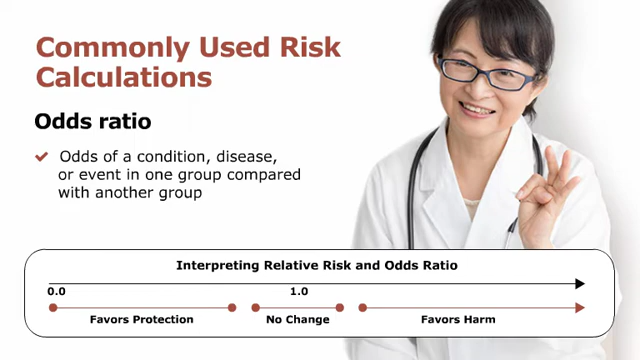 Commonly Used Risk
Calculations
Odds ratio
Odds of a condition, disease,
or event in one group compared
with another group
Interpreting Relative Risk and Odds Ratio
0.0 1.0
Favors Protection No Change Favors Harm